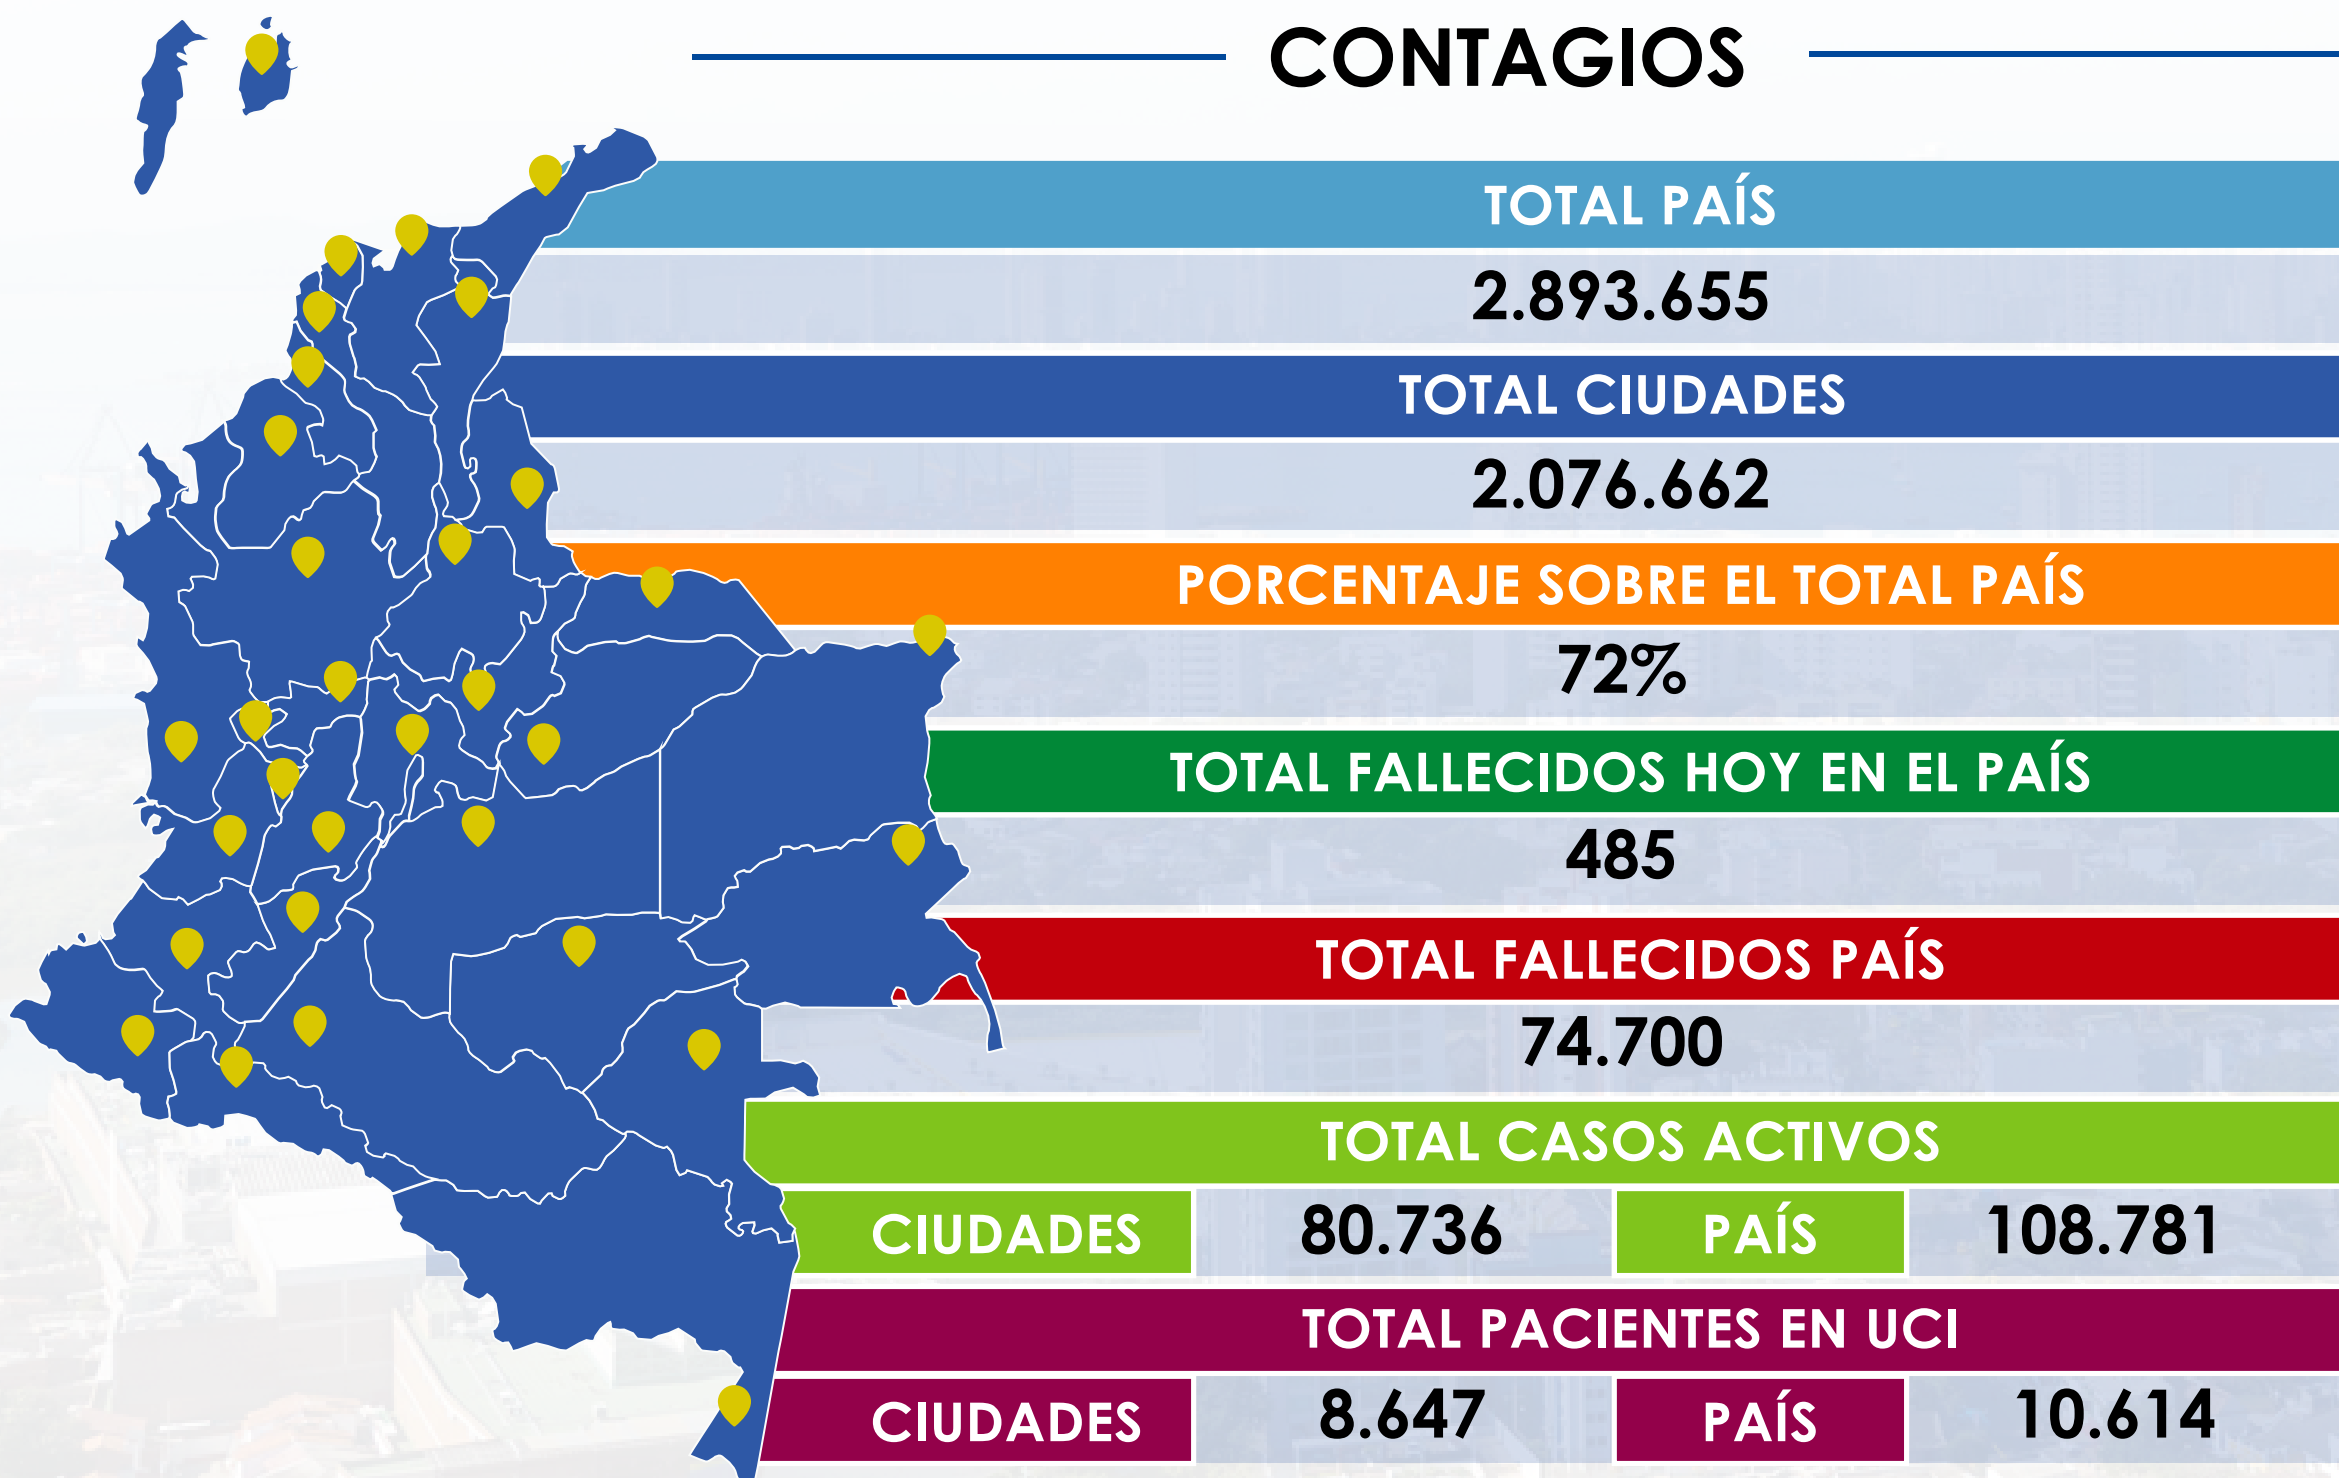 CONTAGIOS
TOTAL PAÍS
2.893.655
TOTAL CIUDADES
2.076.662
PORCENTAJE SOBRE EL TOTAL PAÍS
72%
TOTAL FALLECIDOS HOY EN EL PAÍS
485
TOTAL FALLECIDOS PAÍS
74.700
TOTAL CASOS ACTIVOS
CIUDADES 80.736 PAÍS 108.781
TOTAL PACIENTES EN UCI
CIUDADES 8.647 PAÍS 10.614